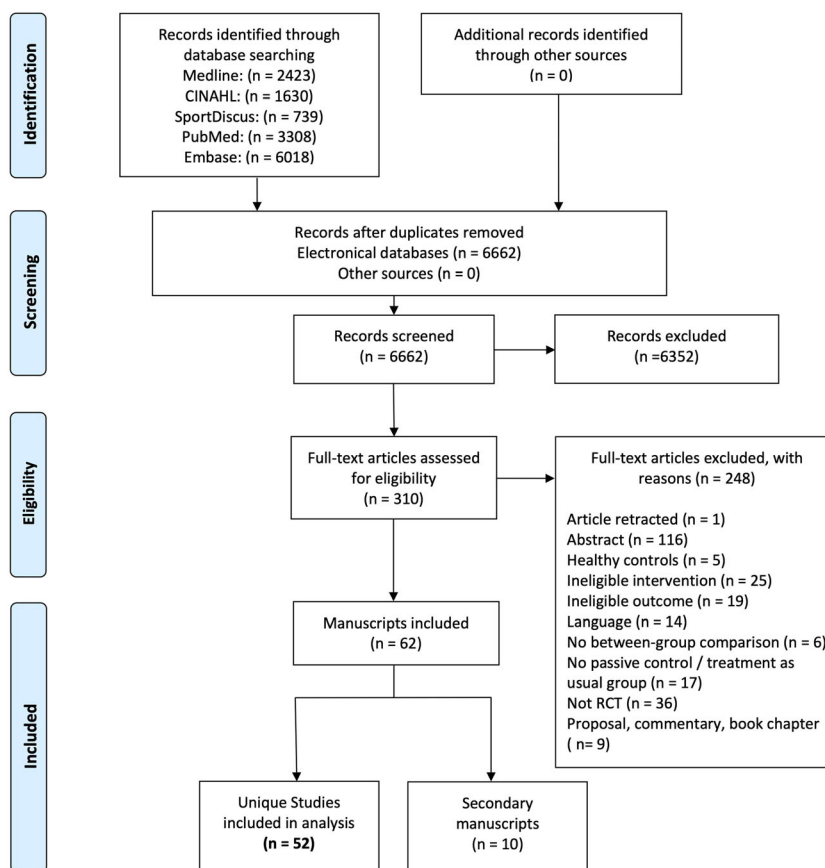 Identification
Records identified through
database searching
Medline: (n = 2423)
CINAHL: (n = 1630)
SportDiscus: (n = 739)
PubMed: (n = 3308)
Embase: (n = 6018)
Additional records identified
through other sources
(n = 0)
Screening
Records after duplicates removed
Electronical databases (n = 6662)
Other sources (n = 0)
Records screened
(n = 6662)
Records excluded
(n =6352)
Eligibility
Full-text articles assessed
for eligibility
(n = 310)
Full-text articles excluded, with
reasons (n = 248)
Article retracted (n = 1)
Abstract (n = 116)
Healthy controls (n = 5)
Ineligible intervention (n = 25)
Ineligible outcome (n = 19)
Language (n = 14)
No between-group comparison (n = 6)
No passive control / treatment as
usual group (n = 17)
Not RCT (n = 36)
Proposal, commentary, book chapter
( n= 9)
Included
Manuscripts included
(n = 62)
Unique Studies
included in analysis
(n = 52)
Secondary
manuscripts
(n = 10)